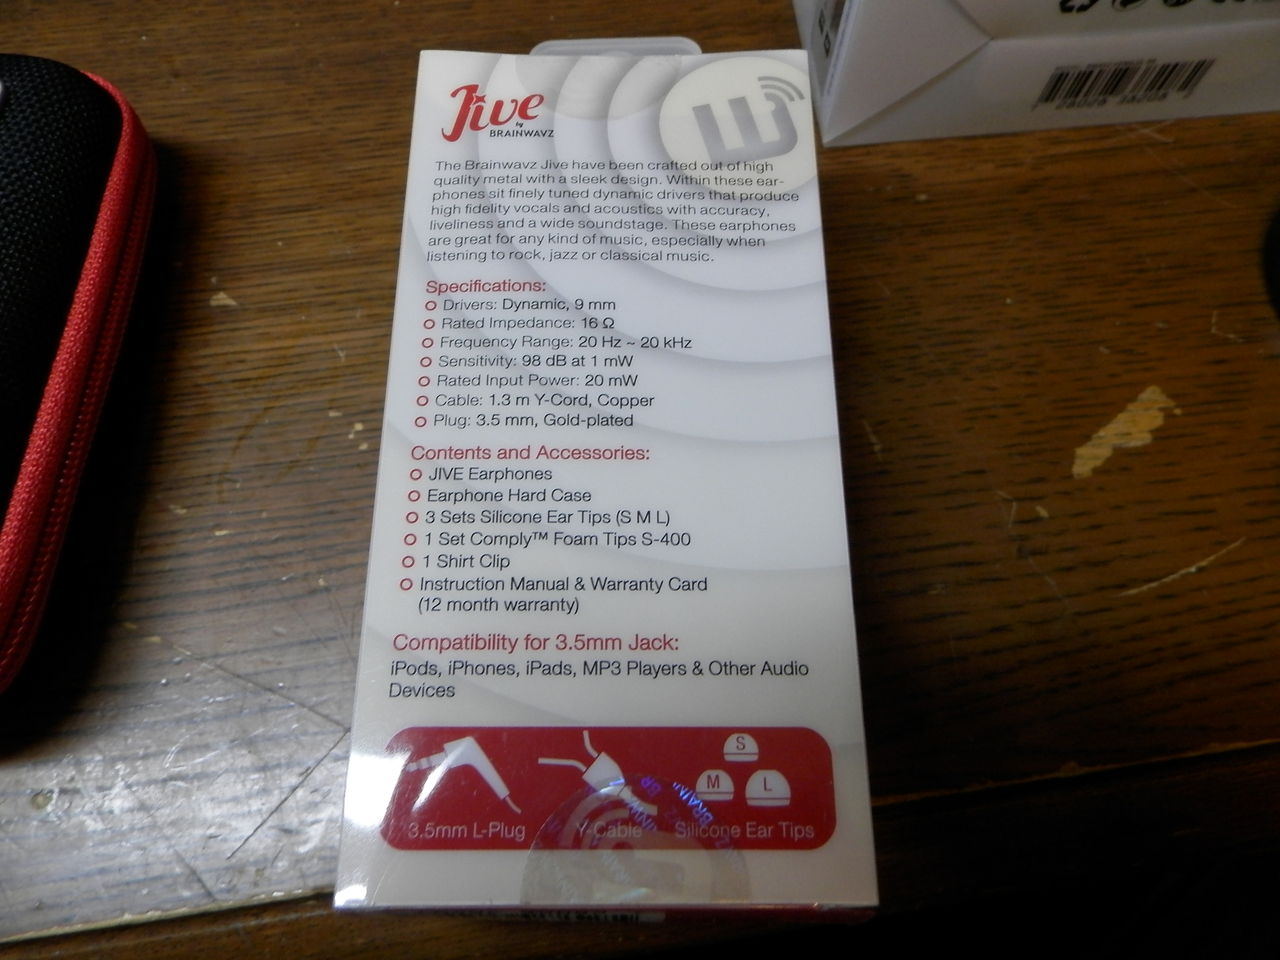 Jive
by
BRAINWAVZ
The Brainwavz Jive have been crafted out of high
quality metal with a sleek design. Within these ear-
phones sit finely tuned dynamic drivers that produce
high fidelity vocals and acoustics with accuracy,
liveliness and a wide soundstage. These earphones
are great for any kind of music, especially when
listening to rock, jazz or classical music.
Specifications:
Drivers: Dynamic, 9 mm
Rated Impedance: 16 Ω
Frequency Range: 20 Hz ~ 20 kHz
Sensitivity: 98 dB at 1 mW
Rated Input Power: 20 mW
Cable: 1.3 m Y-Cord, Copper
Plug: 3.5 mm, Gold-plated
Contents and Accessories:
JIVE Earphones
Earphone Hard Case
3 Sets Silicone Ear Tips (S M L)
1 Set Comply™ Foam Tips S-400
1 Shirt Clip
Instruction Manual & Warranty Card
(12 month warranty)
Compatibility for 3.5mm Jack:
iPods, iPhones, iPads, MP3 Players & Other Audio
Devices
S
M L
3.5mm L-Plug Y-Cable Silicone Ear Tips